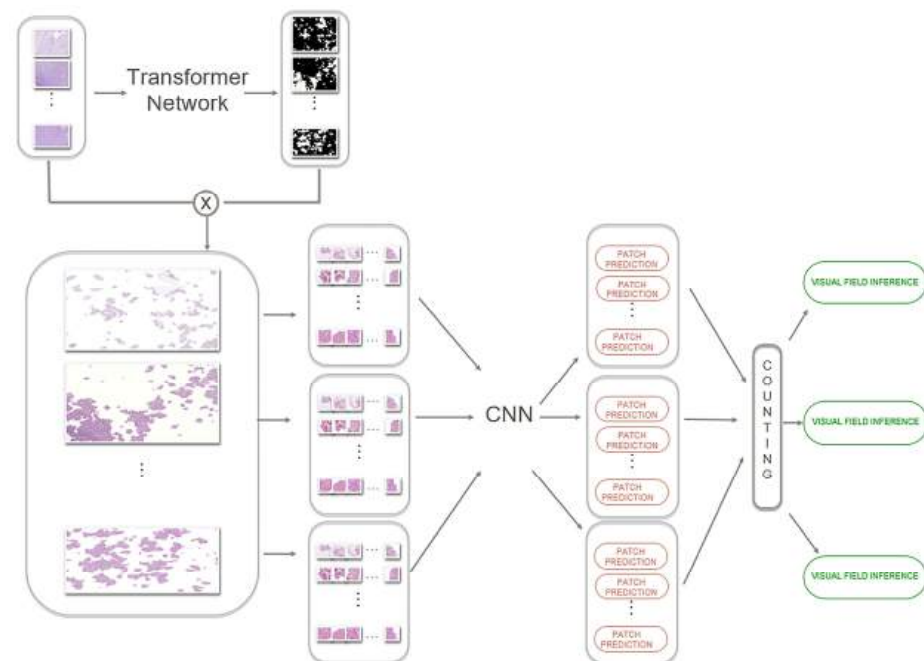 Transformer
Network
X
CNN
PATCH
PREDICTION
PATCH
PREDICTION
PATCH
PREDICTION
PATCH
PREDICTION
PATCH
PREDICTION
PATCH
PREDICTION
PATCH
PREDICTION
PATCH
PREDICTION
PATCH
PREDICTION
COUNTING
VISUAL FIELD INFERENCE
VISUAL FIELD INFERENCE
VISUAL FIELD INFERENCE